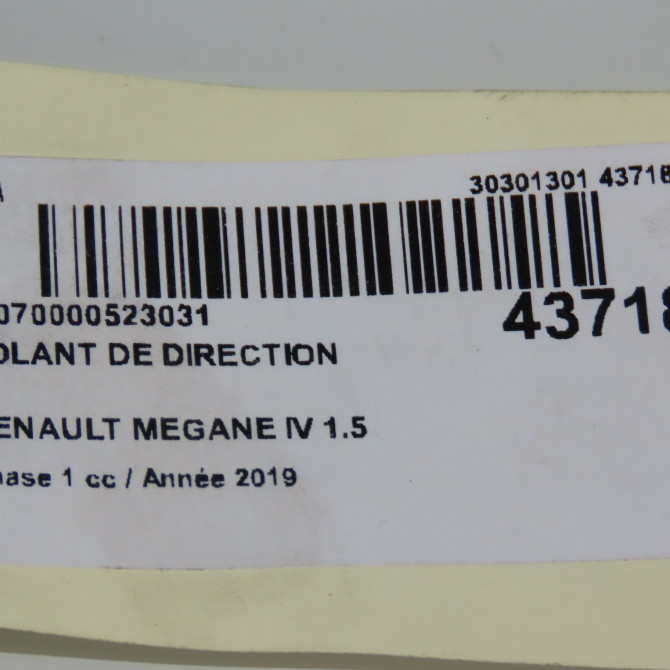 30301301 43718
070000523031
43718
OLANT DE DIRECTION
ENAULT MEGANE IV 1.5
hase 1 cc / Année 2019